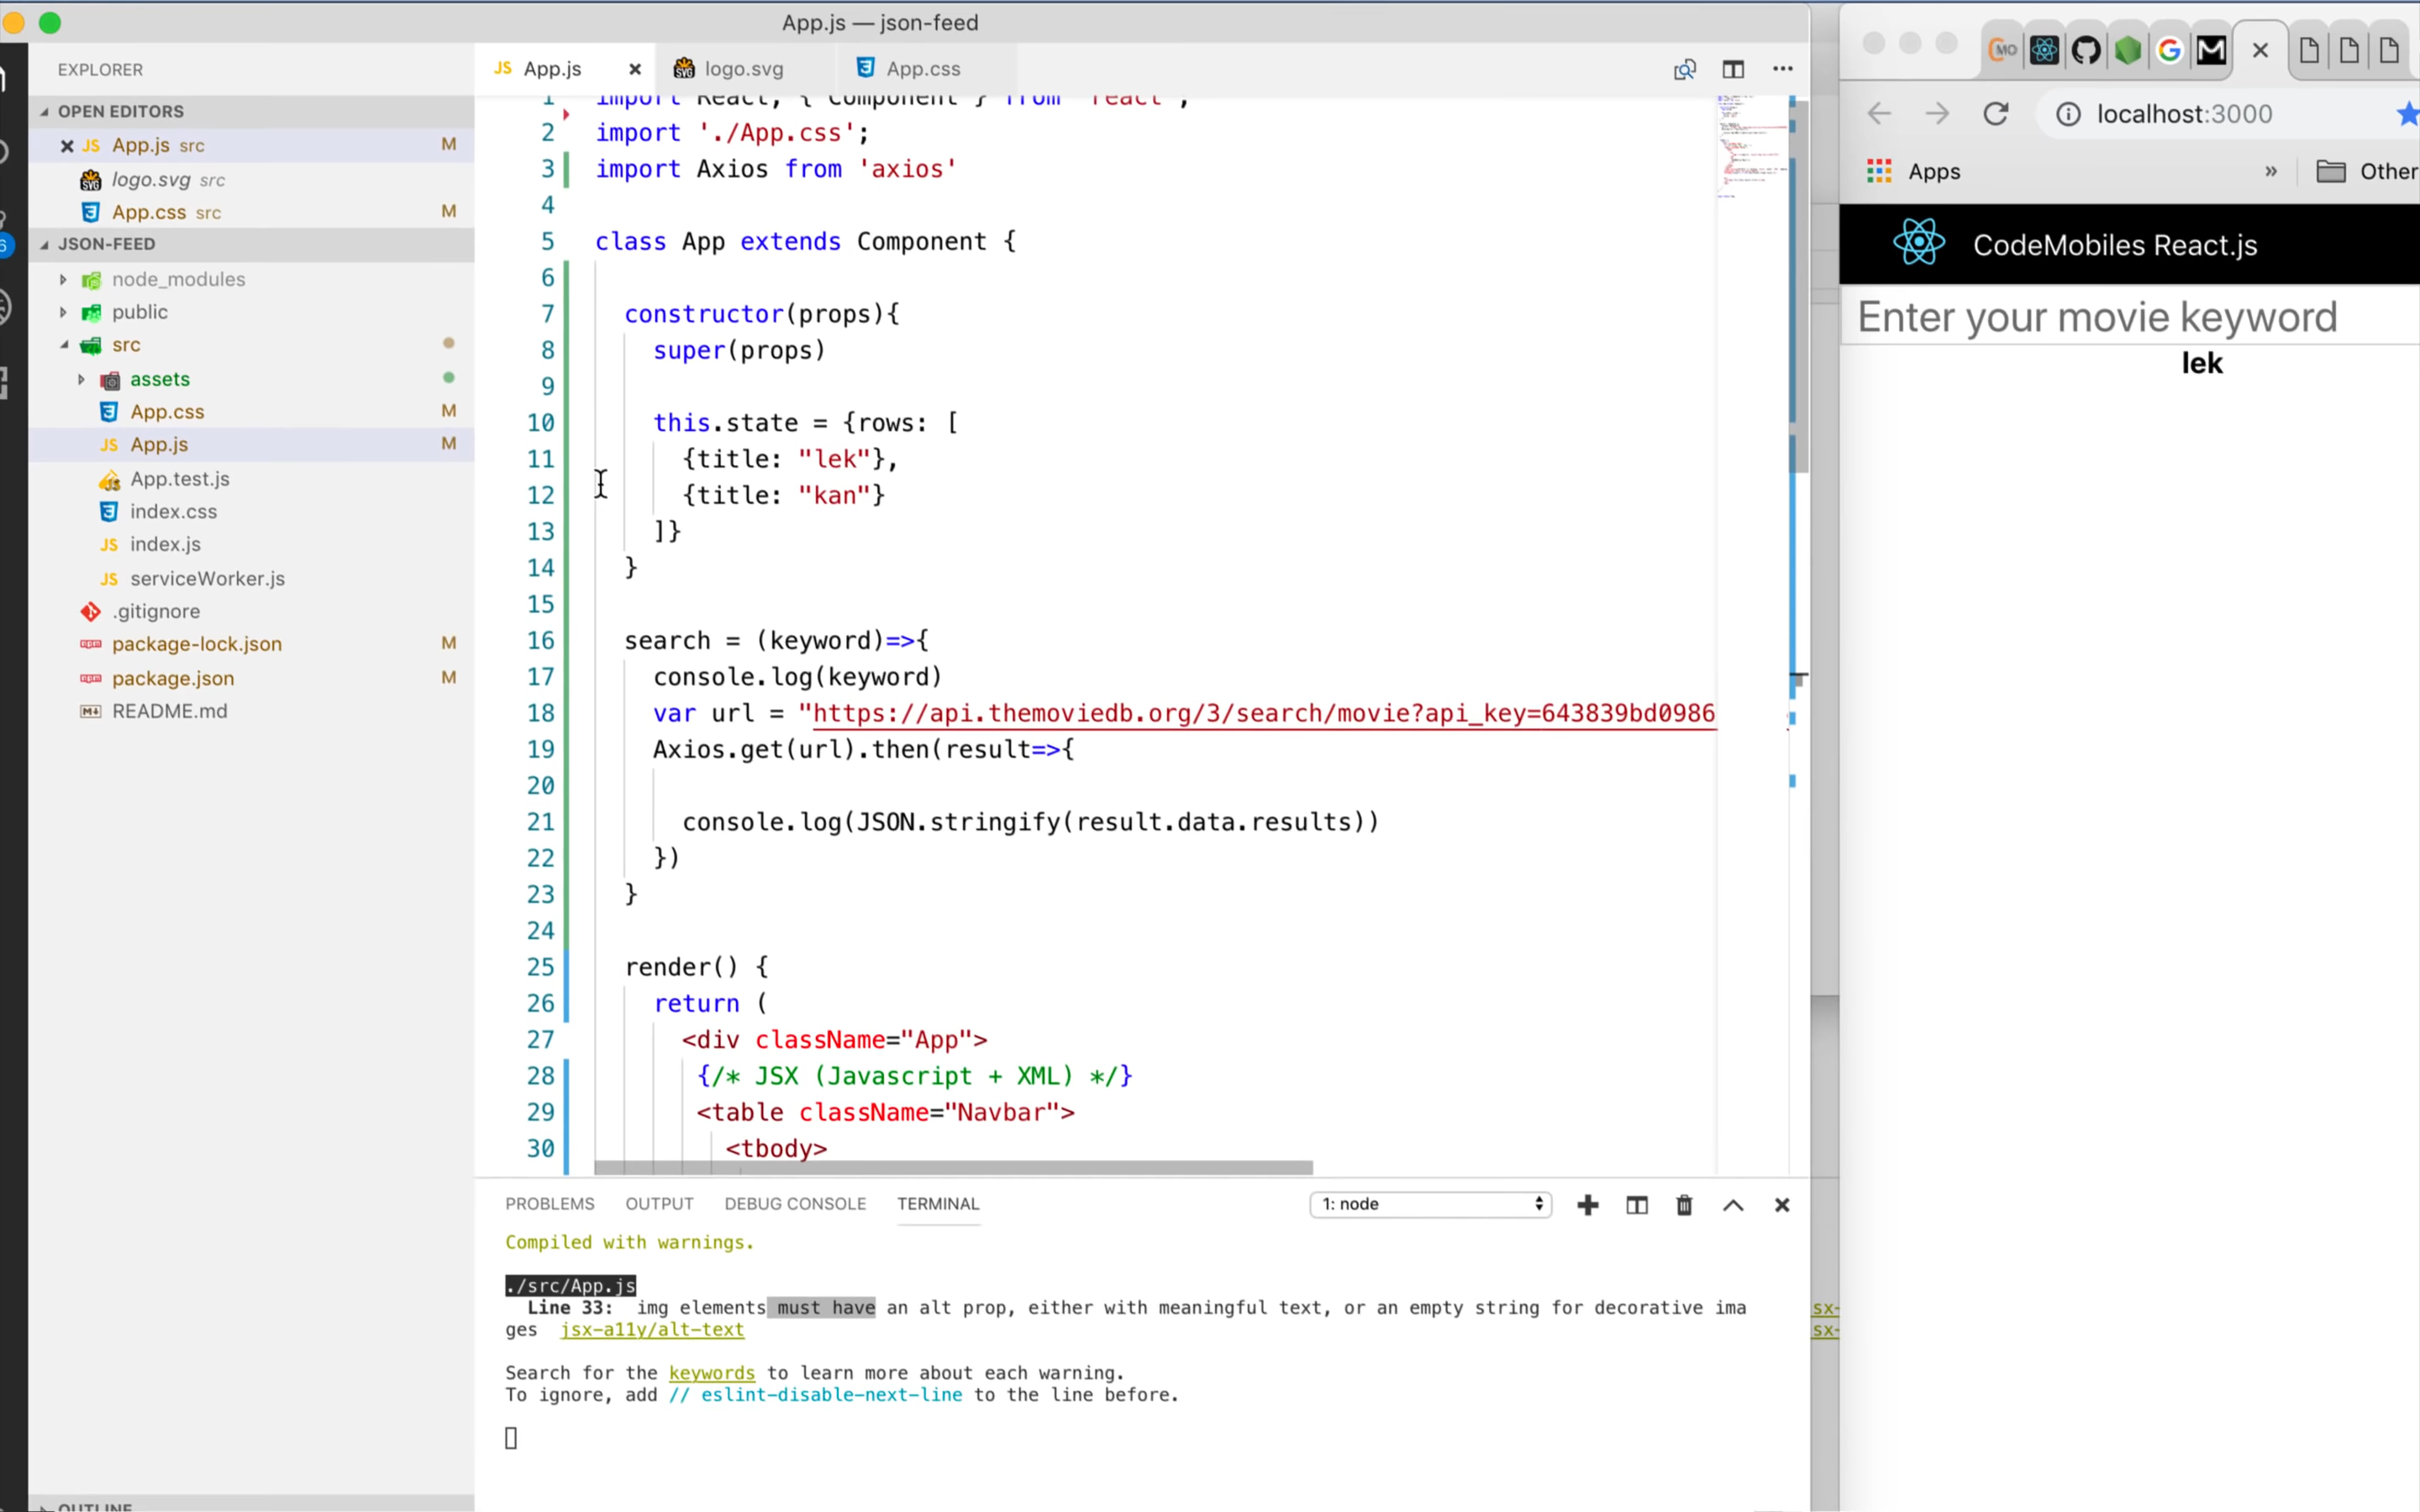 App.js — json-feed
EXPLORER
OPEN EDITORS
App.js src M
logo.svg src
App.css src M
JSON-FEED
node_modules
public
src
assets
App.css M
App.js M
App.test.js
index.css
index.js
serviceWorker.js
.gitignore
package-lock.json M
package.json M
README.md
OUTLINE
JS App.js
logo.svg
App.css
1 import React, { Component } from 'react';
2 import './App.css';
3 import Axios from 'axios'
4
5 class App extends Component {
6
7 constructor(props){
8 super(props)
9
10 this.state = {rows: [
11 {title: "lek"},
12 {title: "kan"}
13 ]}
14 }
15
16 search = (keyword)=>{
17 console.log(keyword)
18 var url = "https://api.themoviedb.org/3/search/movie?api_key=643839bd0986
19 Axios.get(url).then(result=>{
20
21 console.log(JSON.stringify(result.data.results))
22 })
23 }
24
25 render() {
26 return (
27 <div className="App">
28 {/* JSX (Javascript + XML) */}
29 <table className="Navbar">
30 <tbody>
PROBLEMS OUTPUT DEBUG CONSOLE TERMINAL 1: node
Compiled with warnings.
./src/App.js
Line 33: img elements must have an alt prop, either with meaningful text, or an empty string for decorative ima
ges jsx-a11y/alt-text
Search for the keywords to learn more about each warning.
To ignore, add // eslint-disable-next-line to the line before.
sx-
sx-
localhost:3000
Apps » Other
CodeMobiles React.js
Enter your movie keyword
lek